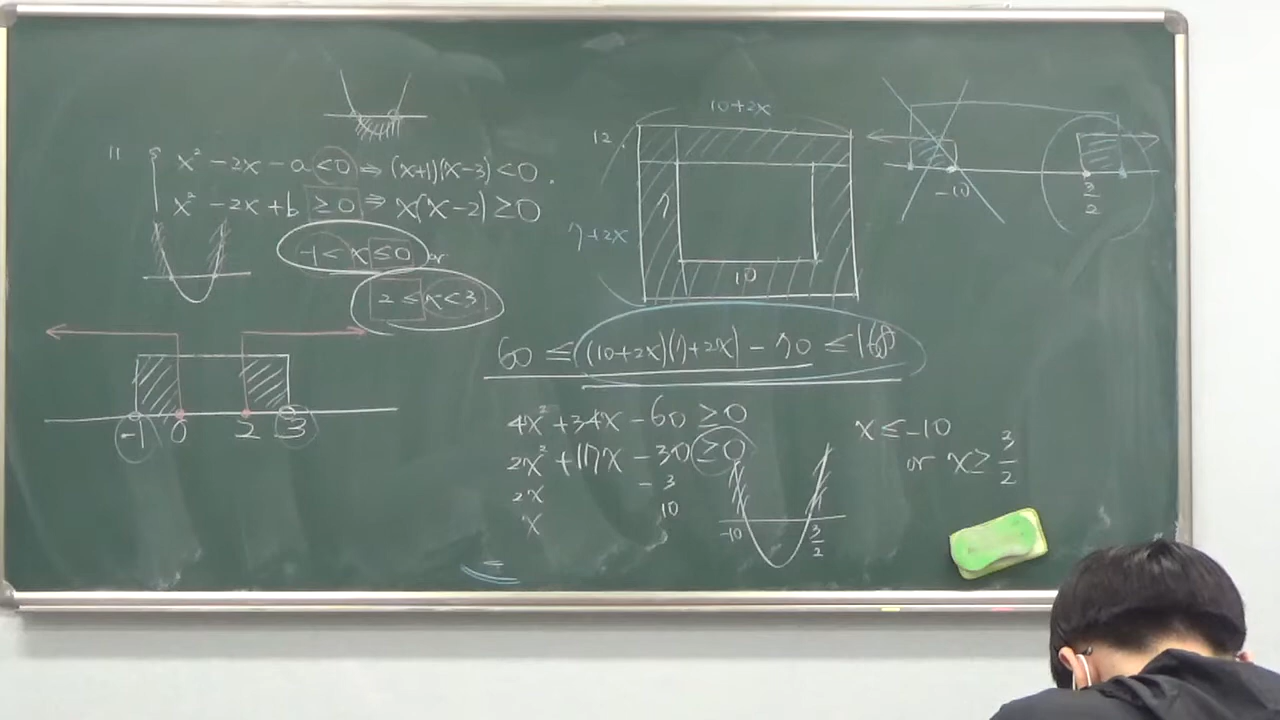 11
x² - 2x - a < 0 ⇒ (x+1)(x-3) < 0 .
x² - 2x + b ≥ 0 ⇒ x(x-2) ≥ 0
-1 < x ≤ 0 or
2 ≤ x < 3
-1 0 2 3
12.
10+2x
7+2x
7
10
60 ≤ (10+2x)(7+2x) - 70 ≤ 168
4x² + 34x - 60 ≥ 0
2x² + 17x - 30 ≥ 0
2x - 3
x 10
-10 3/2
x ≤ -10
or x ≥ 3/2
-10 3/2